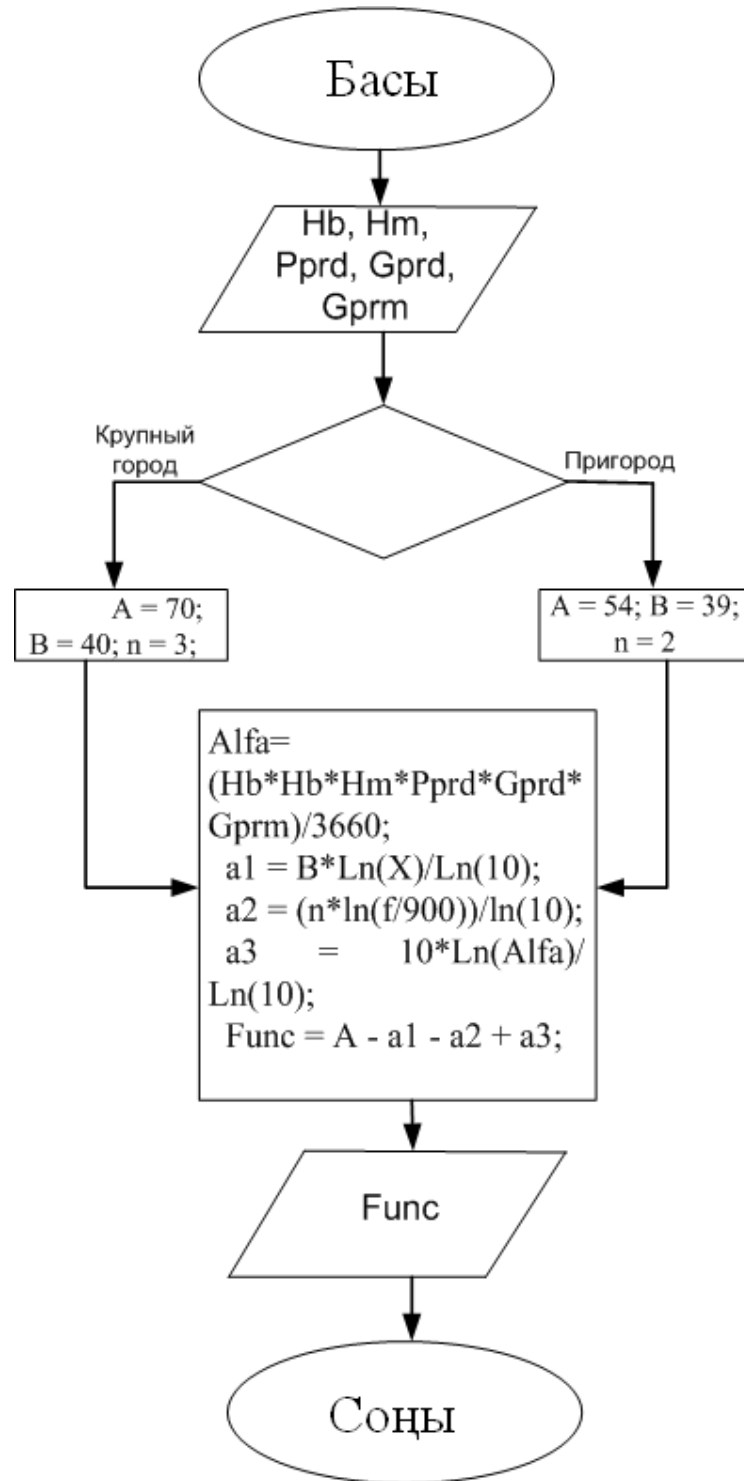 Басы
Hb, Hm,
Pprd, Gprd,
Gprm
Крупный
город
Пригород
A = 70;
B = 40; n = 3;
A = 54; B = 39;
n = 2
Alfa=
(Hb*Hb*Hm*Pprd*Gprd*
Gprm)/3660;
a1 = B*Ln(X)/Ln(10);
a2 = (n*ln(f/900))/ln(10);
a3 = 10*Ln(Alfa)/
Ln(10);
Func = A - a1 - a2 + a3;
Func
Соңы